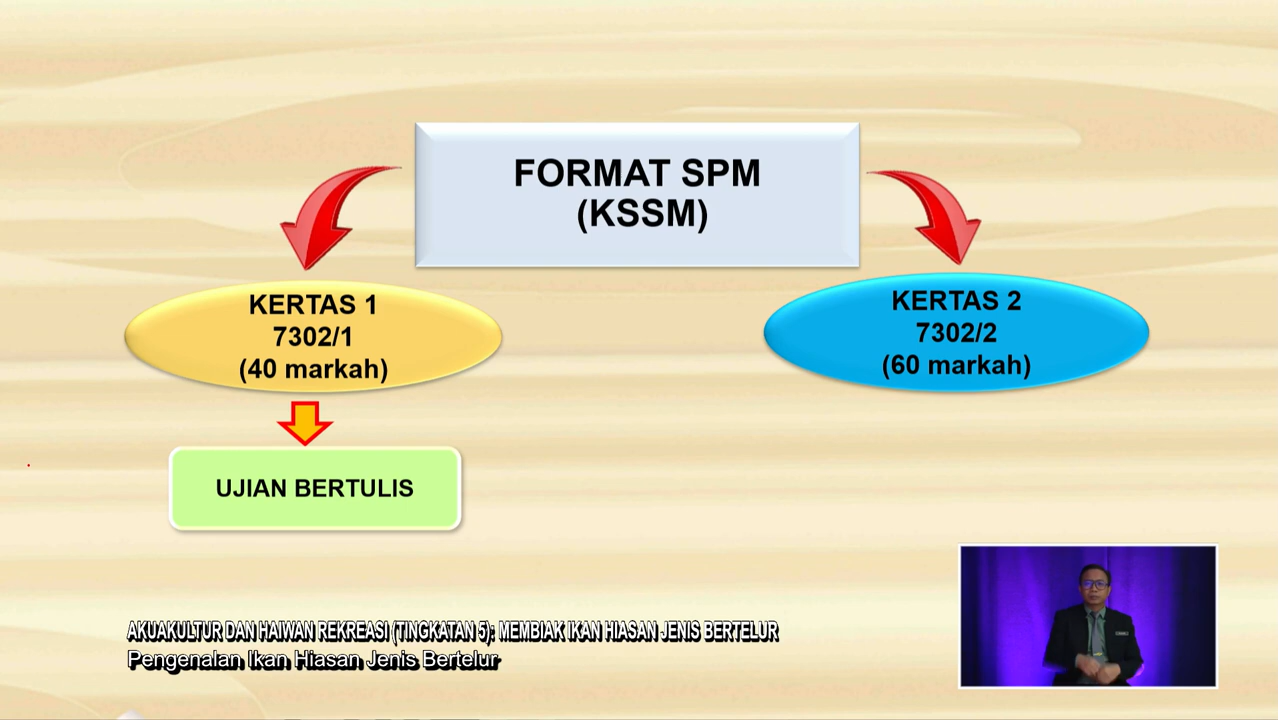 FORMAT SPM
(KSSM)
KERTAS 1
7302/1
(40 markah)
KERTAS 2
7302/2
(60 markah)
UJIAN BERTULIS
AKUAKULTUR DAN HAIWAN REKREASI (TINGKATAN 5): MEMBIAK IKAN HIASAN JENIS BERTELUR
Pengenalan Ikan Hiasan Jenis Bertelur